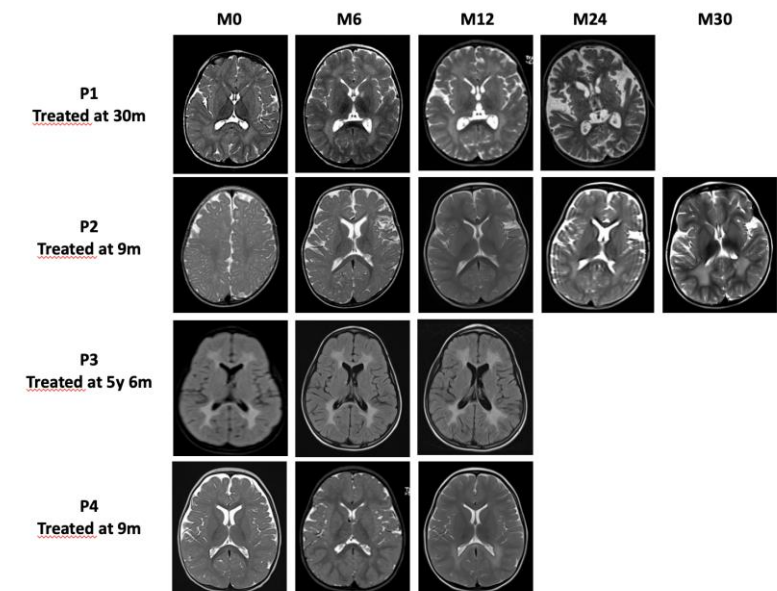 M0 M6 M12 M24 M30
P1
Treated at 30m
P2
Treated at 9m
P3
Treated at 5y 6m
P4
Treated at 9m